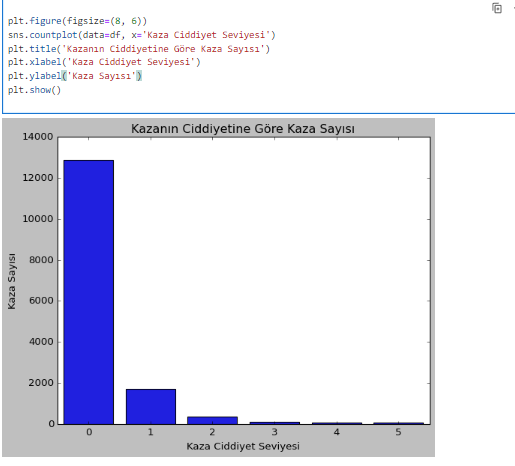 plt.figure(figsize=(8, 6))
sns.countplot(data=df, x='Kaza Ciddiyet Seviyesi')
plt.title('Kazanın Ciddiyetine Göre Kaza Sayısı')
plt.xlabel('Kaza Ciddiyet Seviyesi')
plt.ylabel('Kaza Sayısı')
plt.show()
Kazanın Ciddiyetine Göre Kaza Sayısı
14000
12000
10000
8000
6000
4000
2000
0
Kaza Sayısı
0 1 2 3 4 5
Kaza Ciddiyet Seviyesi